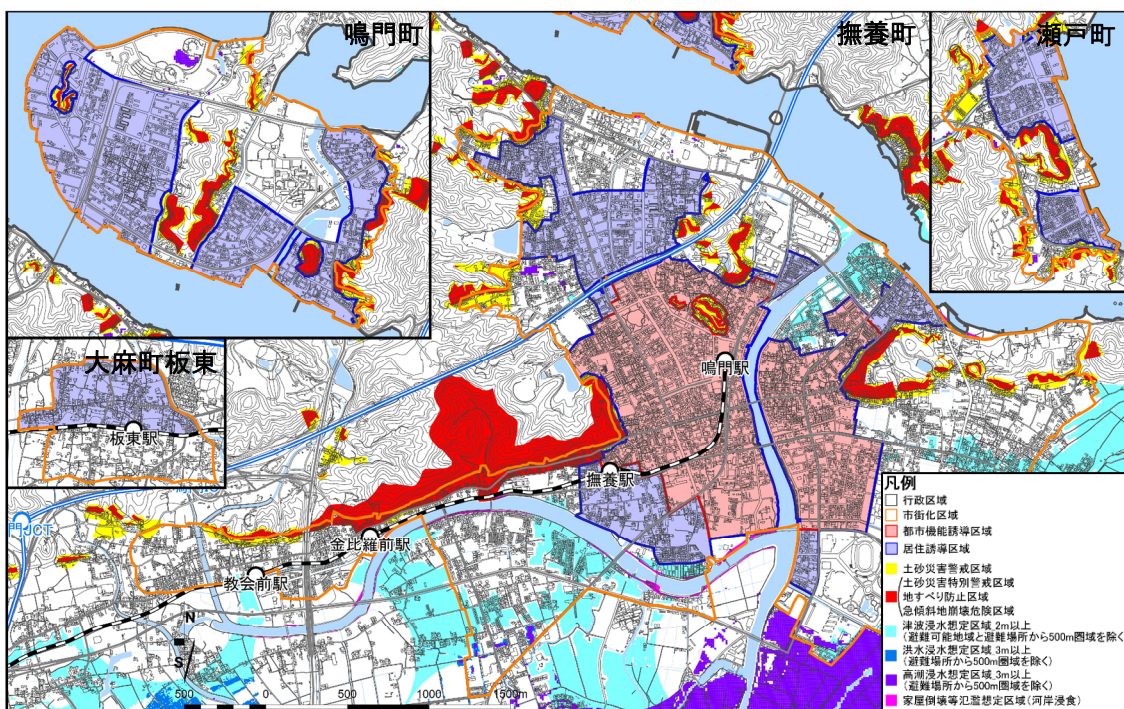 鳴門町
撫養町
瀬戸町
大麻町板東
板東駅
鳴門駅
撫養駅
金比羅前駅
教会前駅
門JCT
N
S
500 0 500 1000 1500m
凡例
行政区域
市街化区域
都市機能誘導区域
居住誘導区域
土砂災害警戒区域
/土砂災害特別警戒区域
地すべり防止区域
急傾斜地崩壊危険区域
津波浸水想定区域_2m以上
(避難可能地域と避難場所から500m圏域を除く)
洪水浸水想定区域_3m以上
(避難場所から500m圏域を除く)
高潮浸水想定区域_3m以上
(避難場所から500m圏域を除く)
家屋倒壊等氾濫想定区域(河岸浸食)